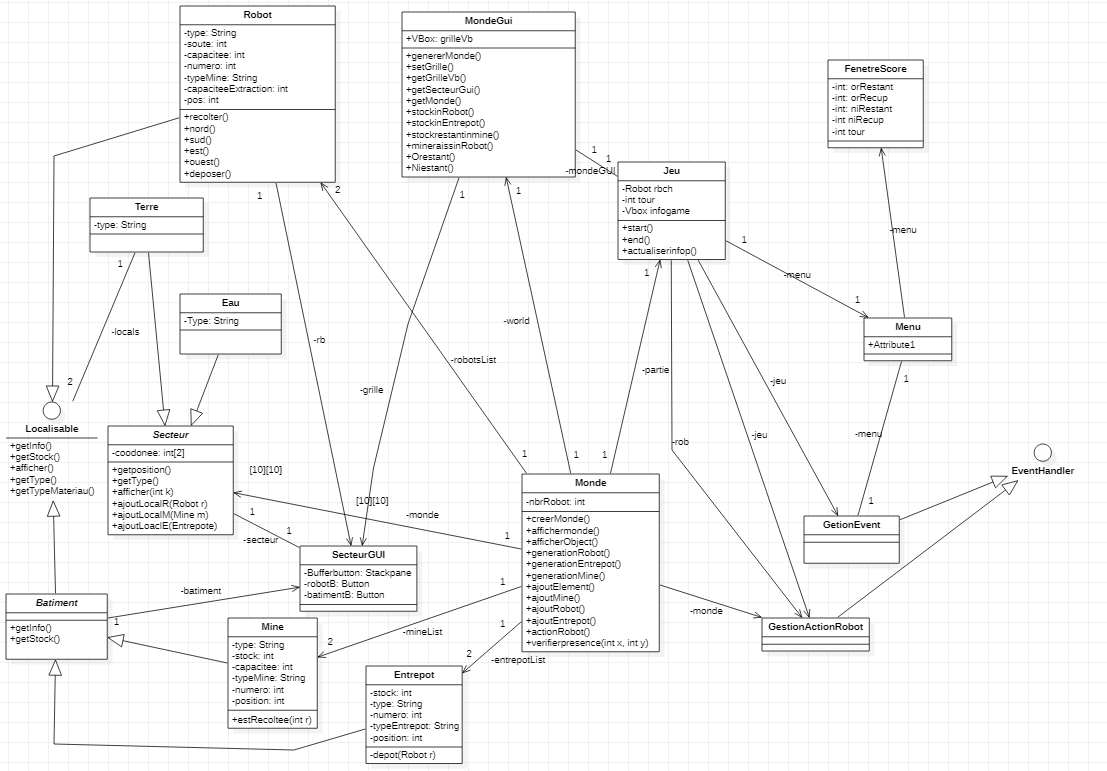 Robot
-type: String
-soute: int
-capacitee: int
-numero: int
-typeMine: String
-capaciteeExtraction: int
-pos: int
+recolter()
+nord()
+sud()
+est()
+ouest()
+deposer()
MondeGui
+VBox: grilleVb
+genererMonde()
+setGrille()
+getGrilleVb()
+getSecteurGui()
+getMonde()
+stockinRobot()
+stockinEntrepot()
+stockrestantinmine()
+mineraissinRobot()
+Orestant()
+Niestant()
FenetreScore
-int: orRestant
-int: orRecup
-int: niRestant
-int niRecup
-int tour
1
1
-mondeGUI
Jeu
-Robot rbch
-int tour
-Vbox infogame
+start()
+end()
+actualiserinfop()
1
2
1
1
Terre
-type: String
1
-menu
1
1
-menu
1
Eau
-Type: String
-locals
2
-rb
-grille
-robotsList
-world
-partie
-jeu
-jeu
-rob
Menu
+Attribute1
1
-menu
1
Localisable
+getInfo()
+getStock()
+afficher()
+getType()
+getTypeMateriau()
Secteur
-coodonee: int[2]
+getposition()
+getType()
+afficher(int k)
+ajoutLocalR(Robot r)
+ajoutLocalM(Mine m)
+ajoutLoaclE(Entrepote)
[10][10]
[10][10]
1
1
1
EventHandler
1
-secteur
1
-monde
1
Monde
-nbrRobot: int
+creerMonde()
+affichermonde()
+afficherObject()
+generationRobot()
+generationEntrepot()
+generationMine()
+ajoutElement()
+ajoutMine()
+ajoutRobot()
+ajoutEntrepot()
+actionRobot()
+verifierpresence(int x, int y)
GetionEvent
SecteurGUI
-Bufferbutton: Stackpane
-robotB: Button
-batimentB: Button
-batiment
1
Batiment
+getInfo()
+getStock()
1
-mineList
2
1
-entrepotList
2
-monde
GestionActionRobot
Mine
-type: String
-stock: int
-capacitee: int
-typeMine: String
-numero: int
-position: int
+estRecoltee(int r)
Entrepot
-stock: int
-type: String
-numero: int
-typeEntrepot: String
-position: int
-depot(Robot r)